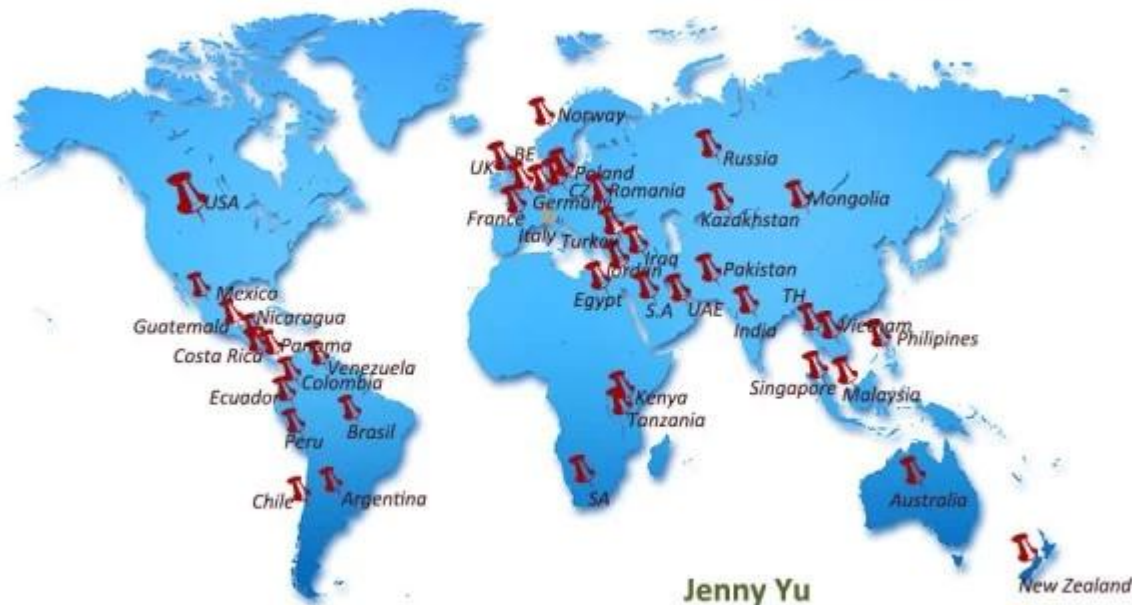 Norway
UK
BE
Poland
Russia
CZ
Romania
USA
Germany
Kazakhstan
Mongolia
France
Italy
Turkay
Iraq
Jordan
Pakistan
Egypt
S.A
UAE
India
TH
Vietnam
Philipines
Mexico
Guatemala
Nicaragua
Costa Rica
Panama
Venezuela
Colombia
Ecuador
Singapore
Malaysia
Kenya
Tanzania
Peru
Brasil
Chile
Argentina
SA
Australia
New Zealand
Jenny Yu